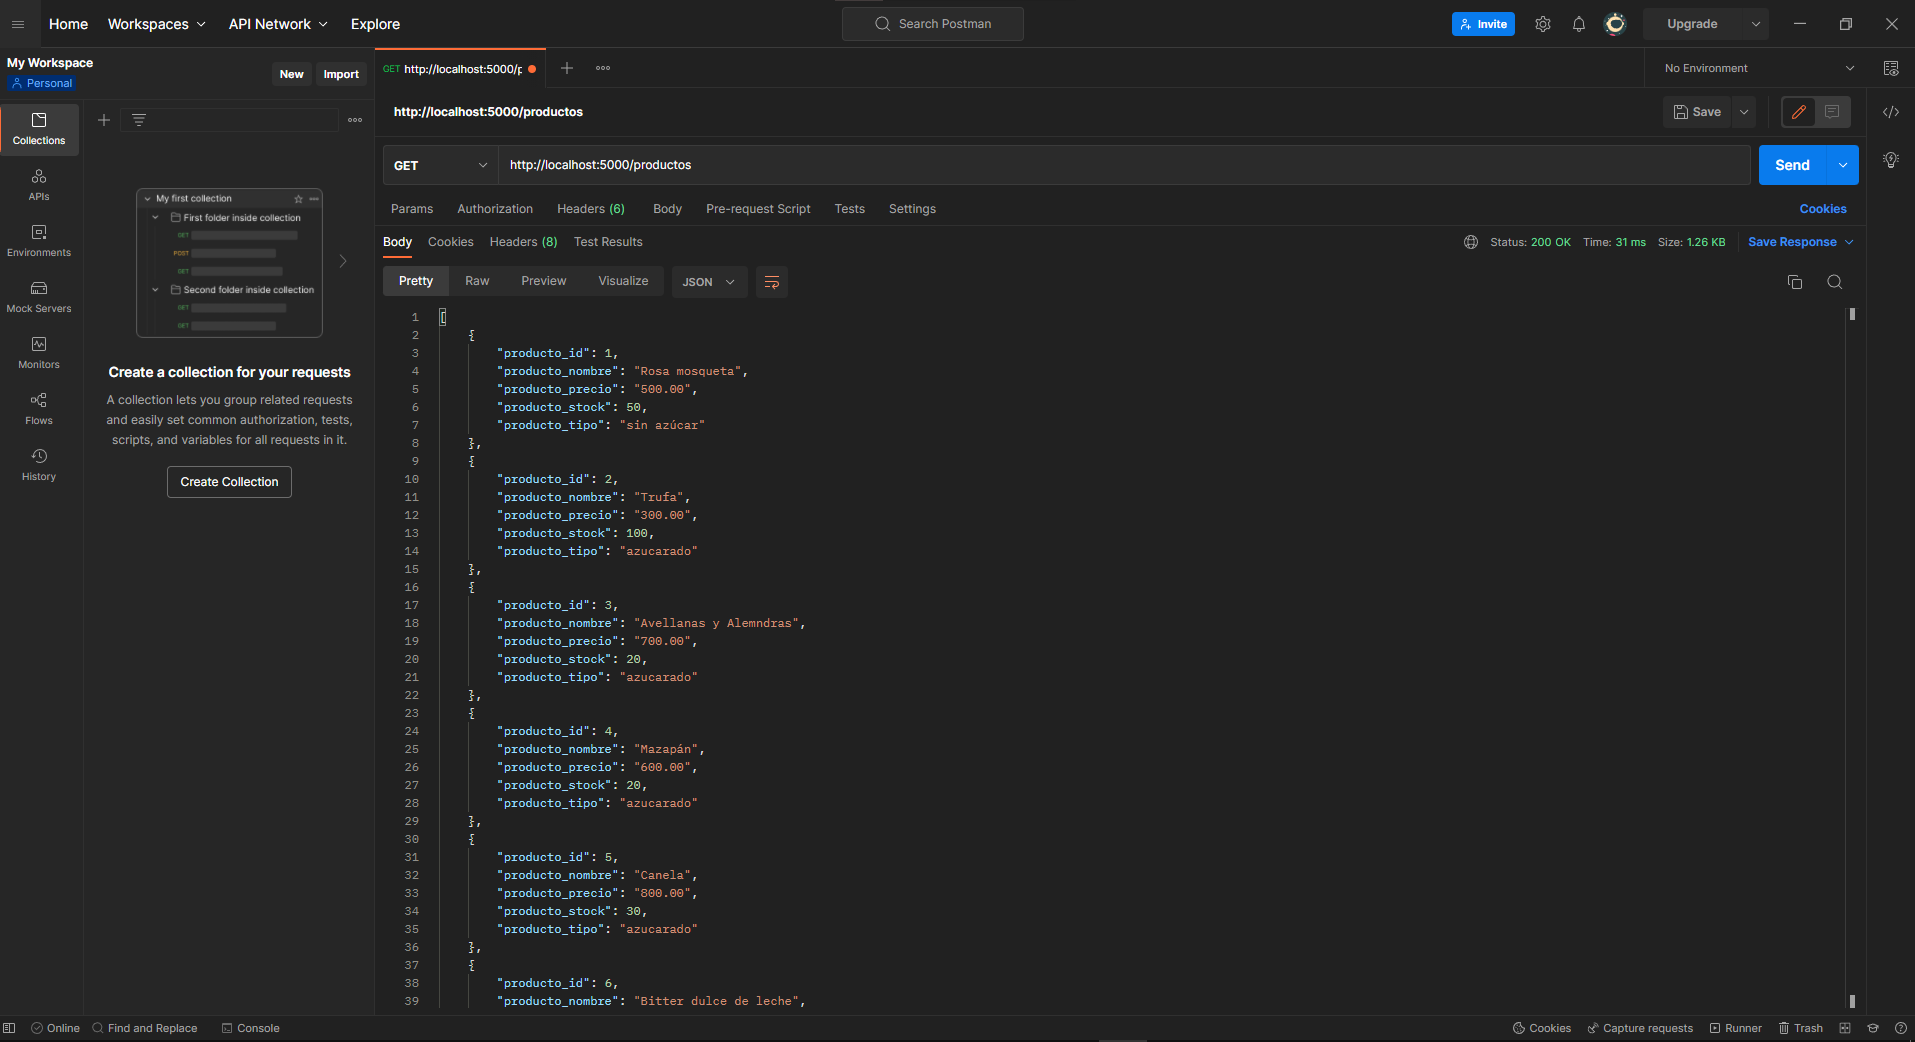 Home Workspaces API Network Explore Search Postman Invite Upgrade
My Workspace
Personal
New Import
GET http://localhost:5000/p
No Environment
Collections
APIs
Environments
Mock Servers
Monitors
Flows
History
My first collection
First folder inside collection
GET
POST
GET
Second folder inside collection
GET
GET
Create a collection for your requests
A collection lets you group related requests
and easily set common authorization, tests,
scripts, and variables for all requests in it.
Create Collection
http://localhost:5000/productos
Save
GET http://localhost:5000/productos Send
Params Authorization Headers (6) Body Pre-request Script Tests Settings Cookies
Body Cookies Headers (8) Test Results Status: 200 OK Time: 31 ms Size: 1.26 KB Save Response
Pretty Raw Preview Visualize JSON
1 [
2 {
3 "producto_id": 1,
4 "producto_nombre": "Rosa mosqueta",
5 "producto_precio": "500.00",
6 "producto_stock": 50,
7 "producto_tipo": "sin azúcar"
8 },
9 {
10 "producto_id": 2,
11 "producto_nombre": "Trufa",
12 "producto_precio": "300.00",
13 "producto_stock": 100,
14 "producto_tipo": "azucarado"
15 },
16 {
17 "producto_id": 3,
18 "producto_nombre": "Avellanas y Alemndras",
19 "producto_precio": "700.00",
20 "producto_stock": 20,
21 "producto_tipo": "azucarado"
22 },
23 {
24 "producto_id": 4,
25 "producto_nombre": "Mazapán",
26 "producto_precio": "600.00",
27 "producto_stock": 20,
28 "producto_tipo": "azucarado"
29 },
30 {
31 "producto_id": 5,
32 "producto_nombre": "Canela",
33 "producto_precio": "800.00",
34 "producto_stock": 30,
35 "producto_tipo": "azucarado"
36 },
37 {
38 "producto_id": 6,
39 "producto_nombre": "Bitter dulce de leche",
Online Find and Replace Console Cookies Capture requests Runner Trash